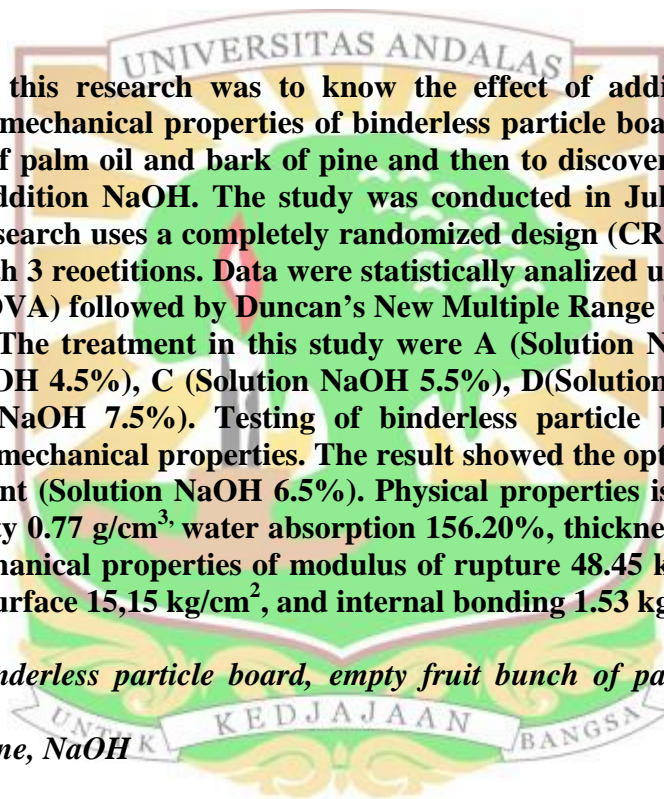 UNIVERSITAS ANDALAS
this research was to know the effect of addi
mechanical properties of binderless particle boa
f palm oil and bark of pine and then to discover
ddition NaOH. The study was conducted in Jul
search uses a completely randomized design (CR
h 3 reoetitions. Data were statistically analized u
OVA) followed by Duncan’s New Multiple Range
The treatment in this study were A (Solution N
OH 4.5%), C (Solution NaOH 5.5%), D(Solution
NaOH 7.5%). Testing of binderless particle b
mechanical properties. The result showed the opt
nt (Solution NaOH 6.5%). Physical properties is
ty 0.77 g/cm³, water absorption 156.20%, thicknes
hanical properties of modulus of rupture 48.45 k
urface 15,15 kg/cm², and internal bonding 1.53 kg
nderless particle board, empty fruit bunch of pa
ne, NaOH
UNTUK KEDJAJAAN BANGSA